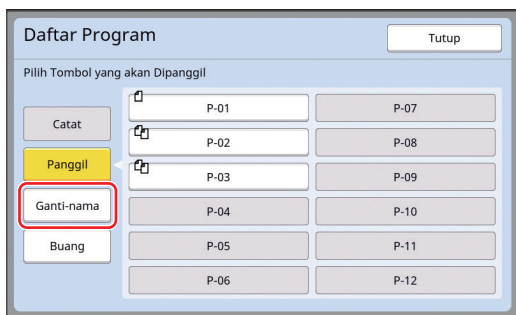 Daftar Program
Tutup
Pilih Tombol yang akan Dipanggil
Catat
Panggil
Ganti-nama
Buang
P-01
P-02
P-03
P-04
P-05
P-06
P-07
P-08
P-09
P-10
P-11
P-12